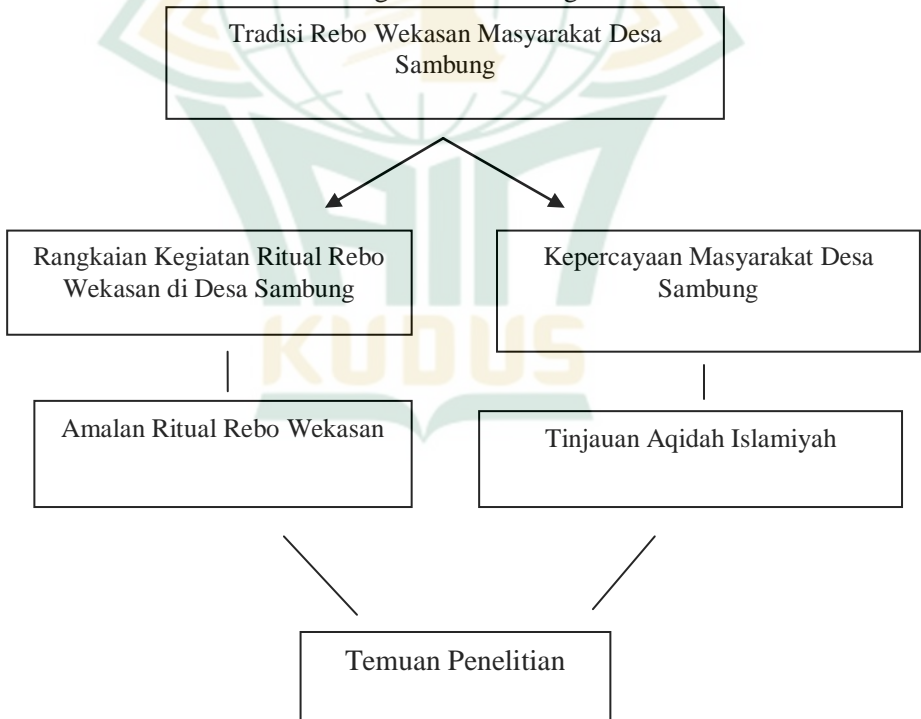 Tradisi Rebo Wekasan Masyarakat Desa
Sambung
Rangkaian Kegiatan Ritual Rebo
Wekasan di Desa Sambung
Kepercayaan Masyarakat Desa
Sambung
KUDUS
Amalan Ritual Rebo Wekasan
Tinjauan Aqidah Islamiyah
Temuan Penelitian